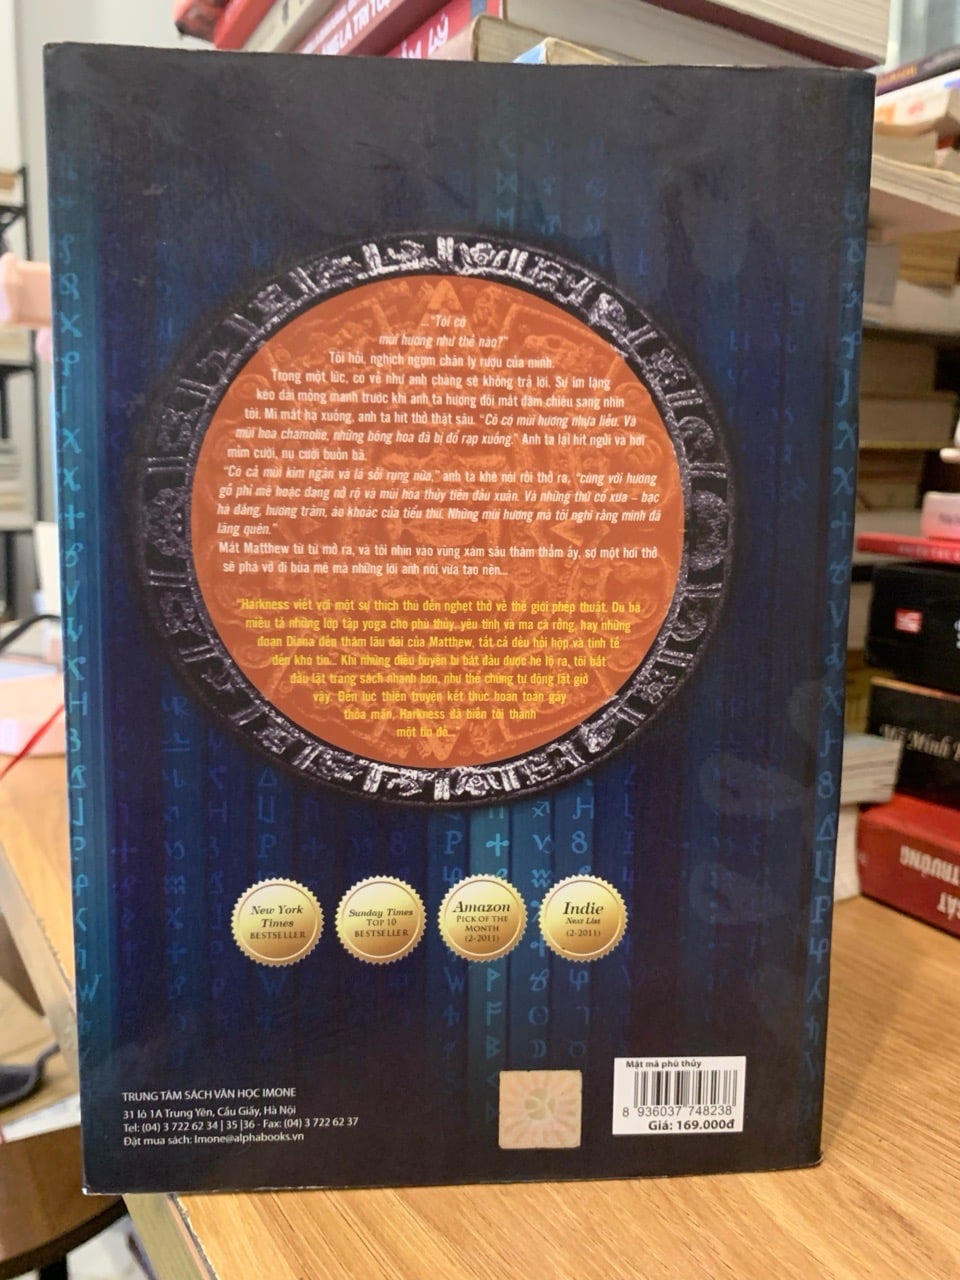 LÀ TRÍ TUỆ
LÝ
..."Tôi có
mùi hương như thế nào?"
Tôi hỏi, nghịch ngợm chân ly rượu của mình.
Trong một lúc, có vẻ như anh chàng sẽ không trả lời. Sự im lặng
kéo dài mỏng manh trước khi anh ta hướng đôi mắt đăm chiêu sang nhìn
tôi. Mi mắt hạ xuống, anh ta hít thở thật sâu. "Cô có mùi hương nhựa liễu. Và
mùi hoa chamolie, những bông hoa đã bị đổ rạp xuống." Anh ta lại hít ngửi và hơi
mỉm cười, nụ cười buồn bã.
"Có cả mùi kim ngân và lá sồi rụng nữa," anh ta khẽ nói rồi thở ra, "cùng với hương
gỗ phỉ mê hoặc đang nở rộ và mùi hoa thủy tiên đầu xuân. Và những thứ cổ xưa – bạc
hà đắng, hương trầm, áo khoác của tiểu thư. Những mùi hương mà tôi nghĩ rằng mình đã
lãng quên."
Mắt Matthew từ từ mở ra, và tôi nhìn vào vùng xám sâu thăm thẳm ấy, sợ một hơi thở
sẽ phá vỡ đi bùa mê mà những lời anh nói vừa tạo nên...
"Harkness viết với một sự thích thú đến nghẹt thở về thế giới phép thuật. Dù bà
miêu tả những lớp tập yoga cho phù thủy, yêu tinh và ma cà rồng, hay những
đoạn Diana đến thăm lâu đài của Matthew, tất cả đều hồi hộp và tinh tế
đến khó tin... Khi những điều huyền bí bắt đầu được hé lộ ra, tôi bắt
đầu lật trang sách nhanh hơn, như thể chúng tự động lật giở
vậy. Đến lúc thiên truyện kết thúc hoàn toàn gây
thỏa mãn, Harkness đã biến tôi thành
một tín đồ..."
New York
Times
BESTSELLER
Sunday Times
TOP 10
BESTSELLER
Amazon
PICK OF THE
MONTH
(2-2011)
Indie
Next List
(2-2011)
TRUNG TÂM SÁCH VĂN HỌC IMONE
31 lô 1A Trung Yên, Cầu Giấy, Hà Nội
Tel: (04) 3 722 62 34 | 35 |36 - Fax: (04) 3 722 62 37
Đặt mua sách: Imone@alphabooks.vn
Mật mã phù thủy
8 936037 748238
Giá: 169.000đ
TRƯỜNG